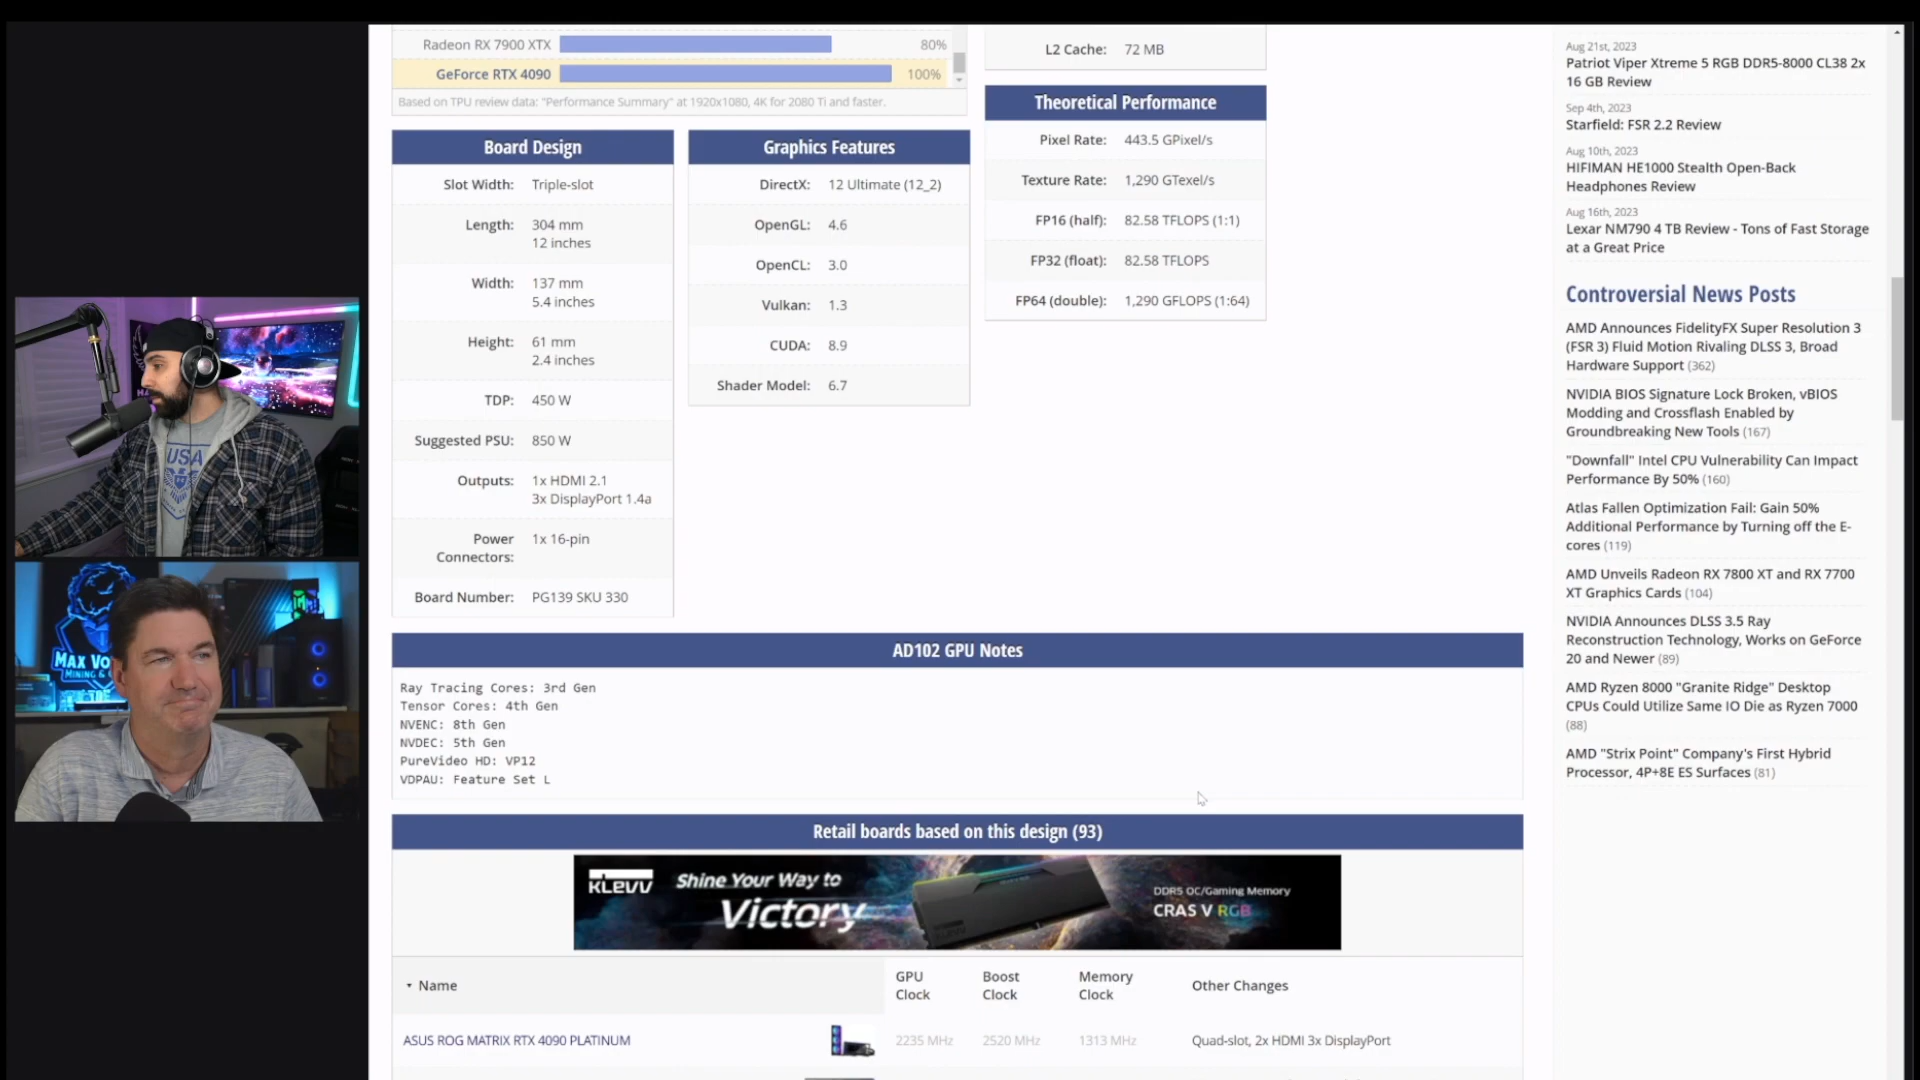 Radeon RX 7900 XTX 80%
GeForce RTX 4090 100%
Based on TPU review data: "Performance Summary" at 1920x1080, 4K for 2080 Ti and faster.
Board Design
Slot Width: Triple-slot
Length: 304 mm
12 inches
Width: 137 mm
5.4 inches
Height: 61 mm
2.4 inches
TDP: 450 W
Suggested PSU: 850 W
Outputs: 1x HDMI 2.1
3x DisplayPort 1.4a
Power 1x 16-pin
Connectors:
Board Number: PG139 SKU 330
Graphics Features
DirectX: 12 Ultimate (12_2)
OpenGL: 4.6
OpenCL: 3.0
Vulkan: 1.3
CUDA: 8.9
Shader Model: 6.7
L2 Cache: 72 MB
Theoretical Performance
Pixel Rate: 443.5 GPixel/s
Texture Rate: 1,290 GTexel/s
FP16 (half): 82.58 TFLOPS (1:1)
FP32 (float): 82.58 TFLOPS
FP64 (double): 1,290 GFLOPS (1:64)
AD102 GPU Notes
Ray Tracing Cores: 3rd Gen
Tensor Cores: 4th Gen
NVENC: 8th Gen
NVDEC: 5th Gen
PureVideo HD: VP12
VDPAU: Feature Set L
Retail boards based on this design (93)
KLEVV
Shine Your Way to
Victory
DDR5 OC/Gaming Memory
CRAS V RGB
Name GPU Boost Memory Other Changes
Clock Clock Clock
ASUS ROG MATRIX RTX 4090 PLATINUM 2235 MHz 2520 MHz 1313 MHz Quad-slot, 2x HDMI 3x DisplayPort
Aug 21st, 2023
Patriot Viper Xtreme 5 RGB DDR5-8000 CL38 2x
16 GB Review
Sep 4th, 2023
Starfield: FSR 2.2 Review
Aug 10th, 2023
HIFIMAN HE1000 Stealth Open-Back
Headphones Review
Aug 16th, 2023
Lexar NM790 4 TB Review - Tons of Fast Storage
at a Great Price
Controversial News Posts
AMD Announces FidelityFX Super Resolution 3
(FSR 3) Fluid Motion Rivaling DLSS 3, Broad
Hardware Support (362)
NVIDIA BIOS Signature Lock Broken, vBIOS
Modding and Crossflash Enabled by
Groundbreaking New Tools (167)
"Downfall" Intel CPU Vulnerability Can Impact
Performance By 50% (160)
Atlas Fallen Optimization Fail: Gain 50%
Additional Performance by Turning off the E-
cores (119)
AMD Unveils Radeon RX 7800 XT and RX 7700
XT Graphics Cards (104)
NVIDIA Announces DLSS 3.5 Ray
Reconstruction Technology, Works on GeForce
20 and Newer (89)
AMD Ryzen 8000 "Granite Ridge" Desktop
CPUs Could Utilize Same IO Die as Ryzen 7000
(88)
AMD "Strix Point" Company's First Hybrid
Processor, 4P+8E ES Surfaces (81)
USA
MAX VO
MINING &